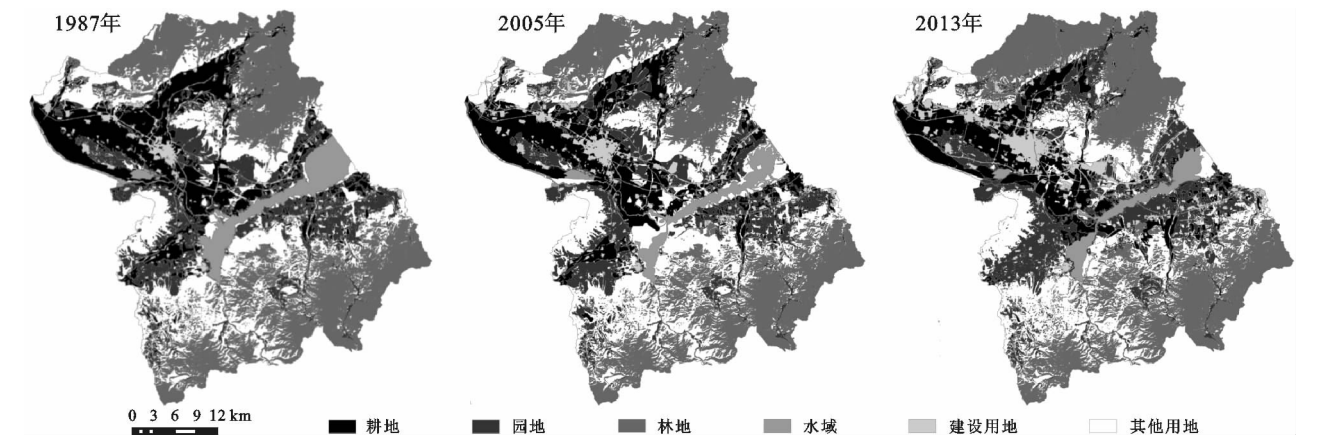 1987年
2005年
2013年
0 3 6 9 12 km
耕地
园地
林地
水域
建设用地
其他用地